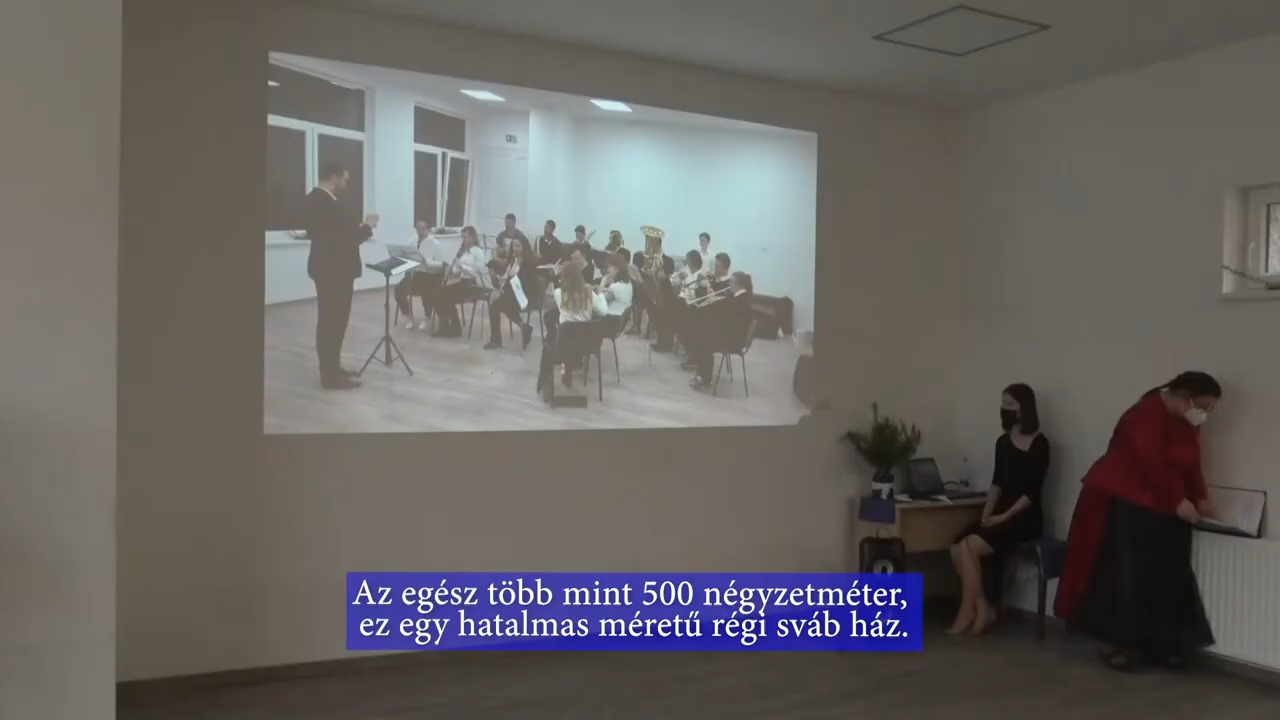 Az egész több mint 500 négyzetméter,
ez egy hatalmas méretű régi sváb ház.